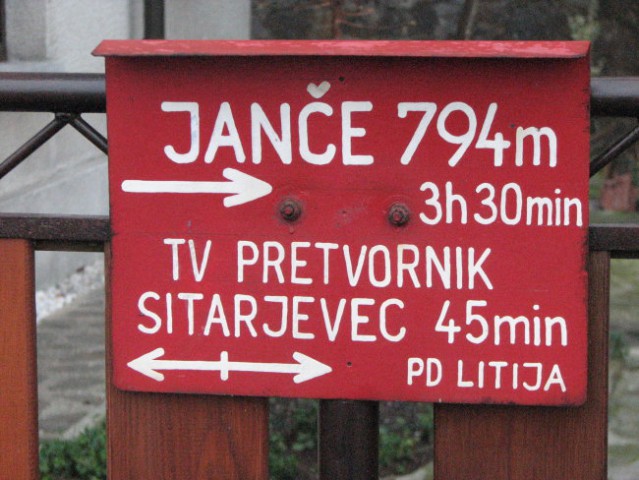 JANČE 794m
3h30min
TV PRETVORNIK
SITARJEVEC 45min
PD LITIJA